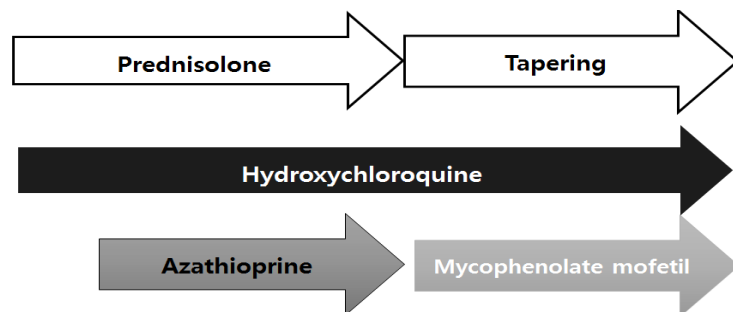 Prednisolone
Tapering
Hydroxychloroquine
Azathioprine
Mycophenolate mofetil